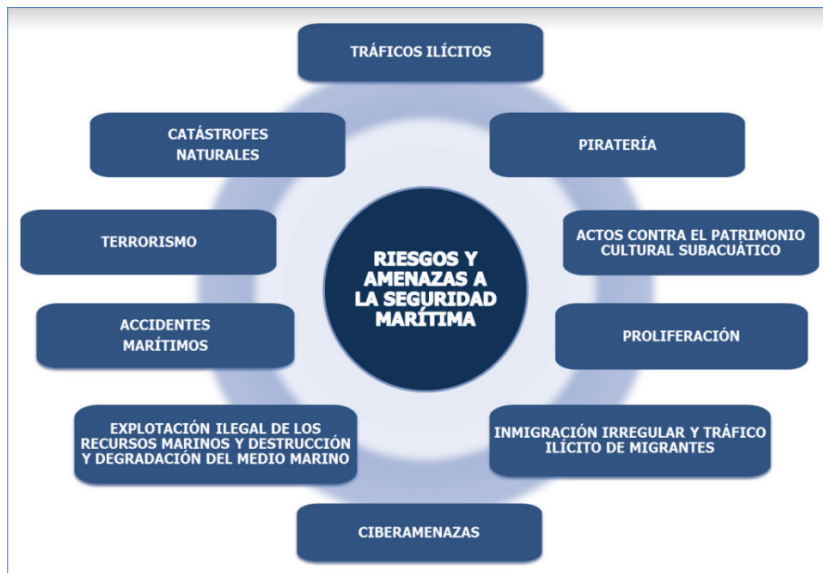 TRÁFICOS ILÍCITOS
CATÁSTROFES
NATURALES
PIRATERÍA
TERRORISMO
ACTOS CONTRA EL PATRIMONIO
CULTURAL SUBACUÁTICO
RIESGOS Y
AMENAZAS A
LA SEGURIDAD
MARÍTIMA
ACCIDENTES
MARÍTIMOS
PROLIFERACIÓN
EXPLOTACIÓN ILEGAL DE LOS
RECURSOS MARINOS Y DESTRUCCIÓN
Y DEGRADACIÓN DEL MEDIO MARINO
INMIGRACIÓN IRREGULAR Y TRÁFICO
ILÍCITO DE MIGRANTES
CIBERAMENAZAS